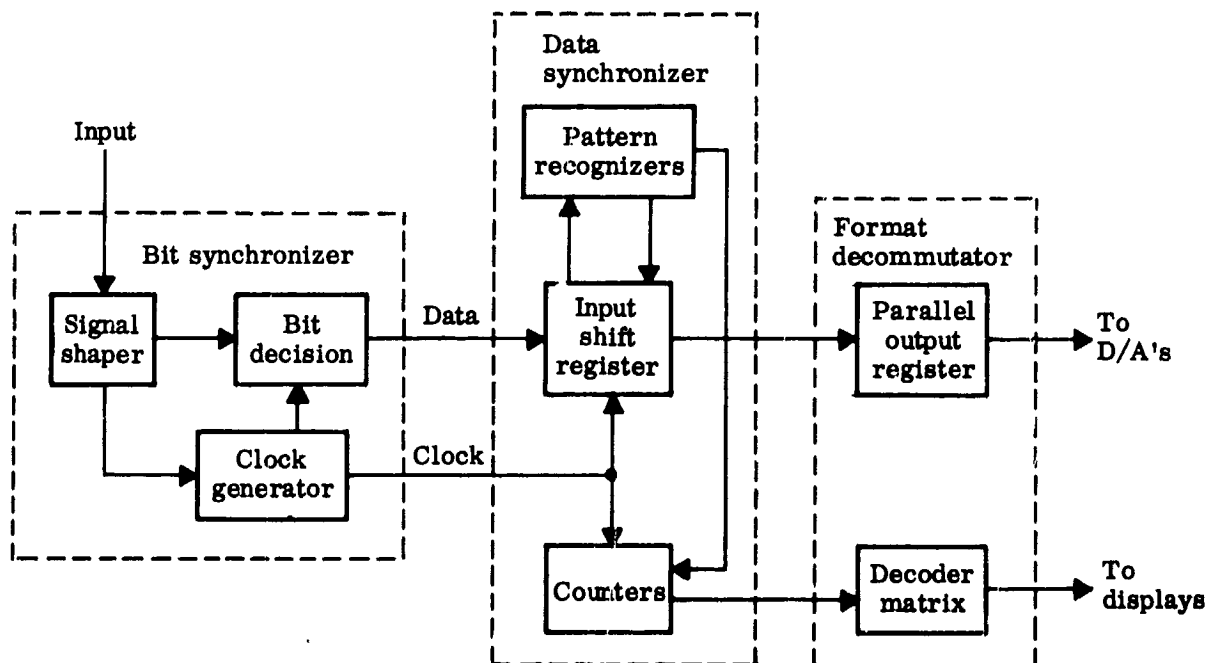 Data
synchronizer
Input
Pattern
recognizers
Bit synchronizer
Format
decommutator
Signal
shaper
Bit
decision
Data
Input
shift
register
Parallel
output
register
To
D/A's
Clock
generator
Clock
Counters
Decoder
matrix
To
displays